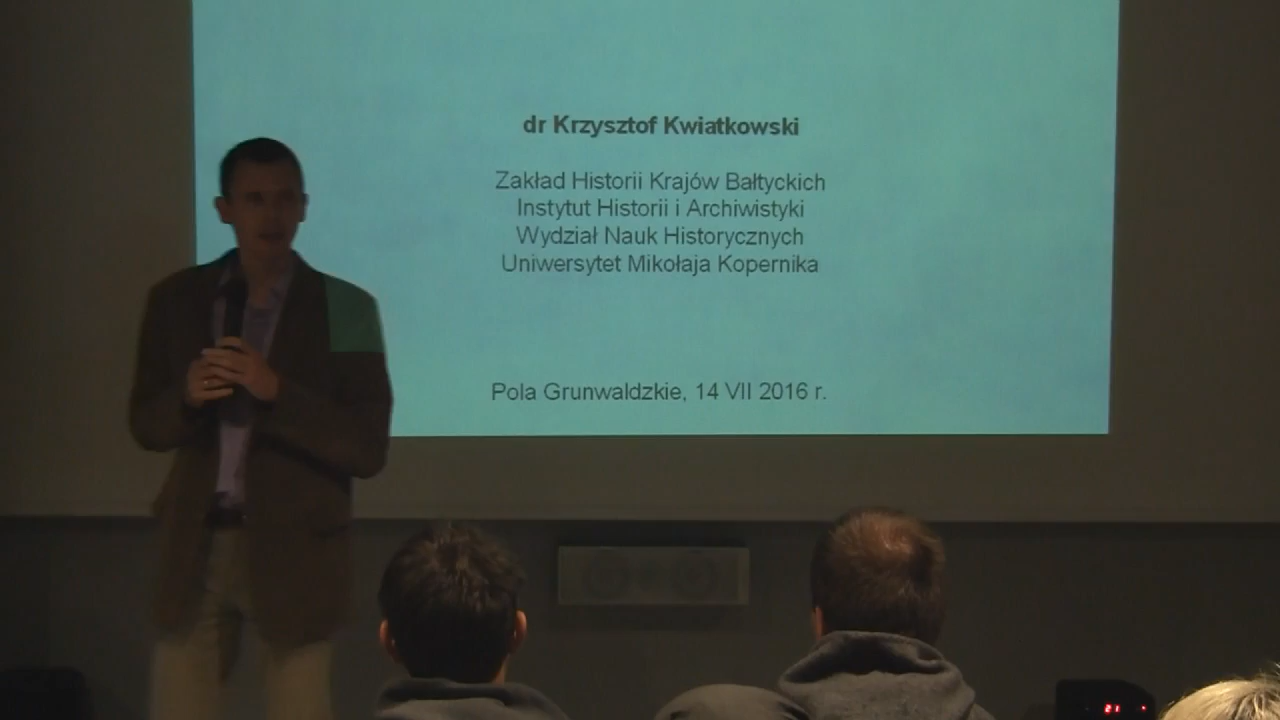 dr Krzysztof Kwiatkowski
Zakład Historii Krajów Bałtyckich
Instytut Historii i Archiwistyki
Wydział Nauk Historycznych
Uniwersytet Mikołaja Kopernika
Pola Grunwaldzkie, 14 VII 2016 r.
21